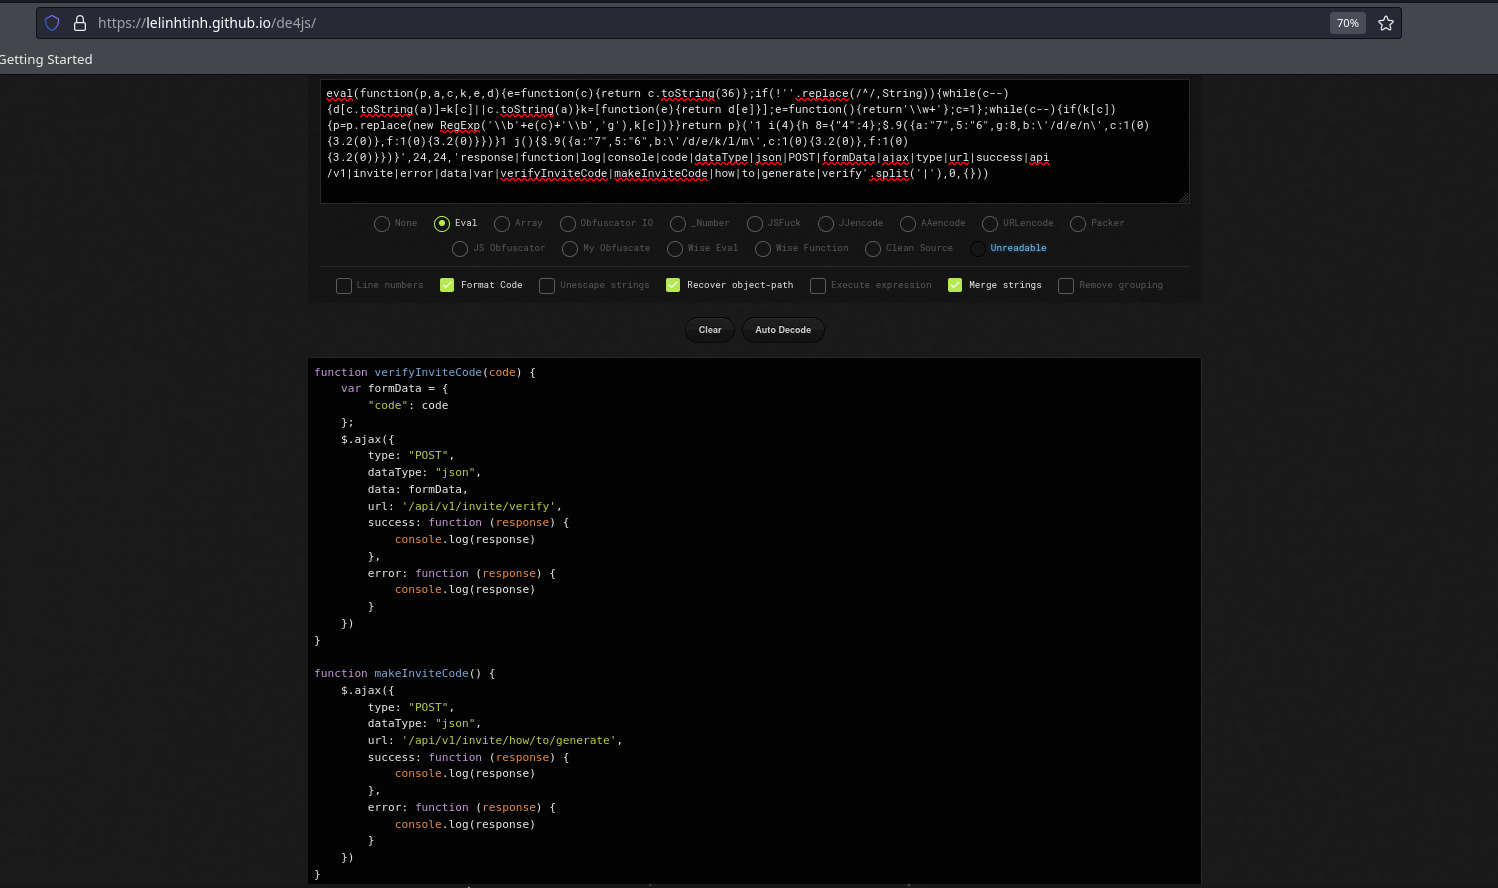 https://lelinhtinh.github.io/de4js/
70%
Getting Started
eval(function(p,a,c,k,e,d){e=function(c){return c.toString(36)};if(!''.replace(/^/,String)){while(c--)
{d[c.toString(a)]=k[c]||c.toString(a)}k=[function(e){return d[e]}];e=function(){return'\\w+'};c=1};while(c--){if(k[c])
{p=p.replace(new RegExp('\\b'+e(c)+'\\b','g'),k[c])}}return p}('1 i(4){h 8={"4":4};$.9({a:"7",5:"6",g:8,b:\'/d/e/n\',c:1(0)
{3.2(0)},f:1(0){3.2(0)}})}1 j(){$.9({a:"7",5:"6",b:\'/d/e/k/l/m\',c:1(0){3.2(0)},f:1(0)
{3.2(0)}})}',24,24,'response|function|log|console|code|dataType|json|POST|formData|ajax|type|url|success|api
/v1|invite|error|data|var|verifyInviteCode|makeInviteCode|how|to|generate|verify'.split('|'),0,{}))
None Eval Array Obfuscator IO _Number JSFuck JJencode AAencode URLencode Packer
JS Obfuscator My Obfuscate Wise Eval Wise Function Clean Source Unreadable
Line numbers Format Code Unescape strings Recover object-path Execute expression Merge strings Remove grouping
Clear Auto Decode
function verifyInviteCode(code) {
    var formData = {
        "code": code
    };
    $.ajax({
        type: "POST",
        dataType: "json",
        data: formData,
        url: '/api/v1/invite/verify',
        success: function (response) {
            console.log(response)
        },
        error: function (response) {
            console.log(response)
        }
    })
}
function makeInviteCode() {
    $.ajax({
        type: "POST",
        dataType: "json",
        url: '/api/v1/invite/how/to/generate',
        success: function (response) {
            console.log(response)
        },
        error: function (response) {
            console.log(response)
        }
    })
}